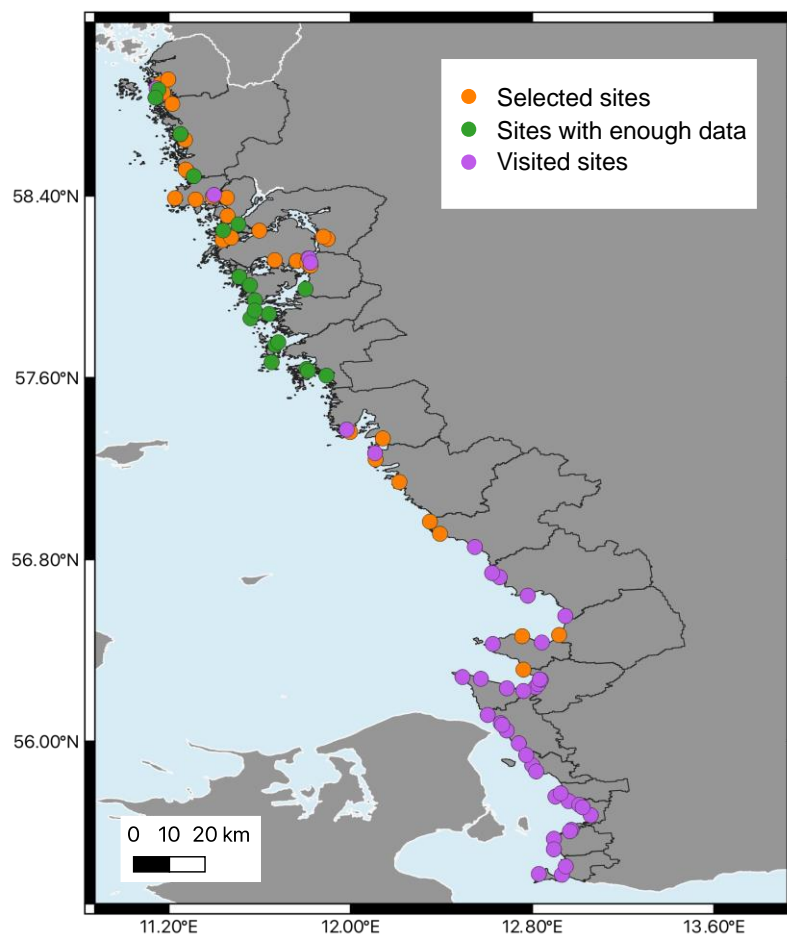 Selected sites
Sites with enough data
Visited sites
58.40°N
57.60°N
56.80°N
56.00°N
0 10 20 km
11.20°E 12.00°E 12.80°E 13.60°E